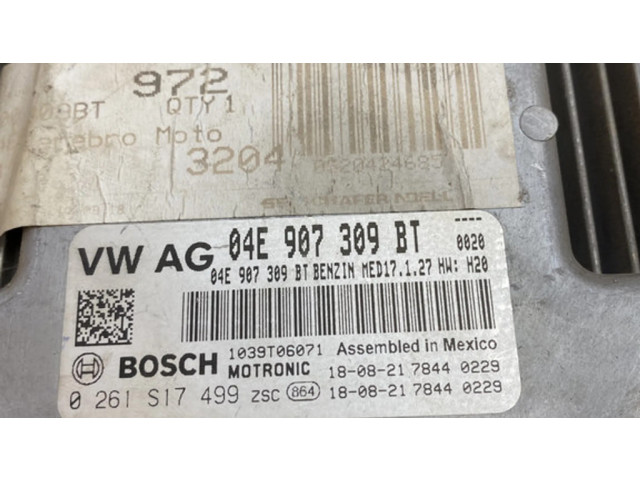 972
09BT QTY 1
Moto
3204
VW AG 04E 907 309 BT 0020
04E 907 309 BT BENZIN MED17.1.27 HW: H20
BOSCH 1039T06071 Assembled in Mexico
MOTRONIC 18-08-21 7844 0229
0 261 S17 499 ZSC 864 18-08-21 7844 0229